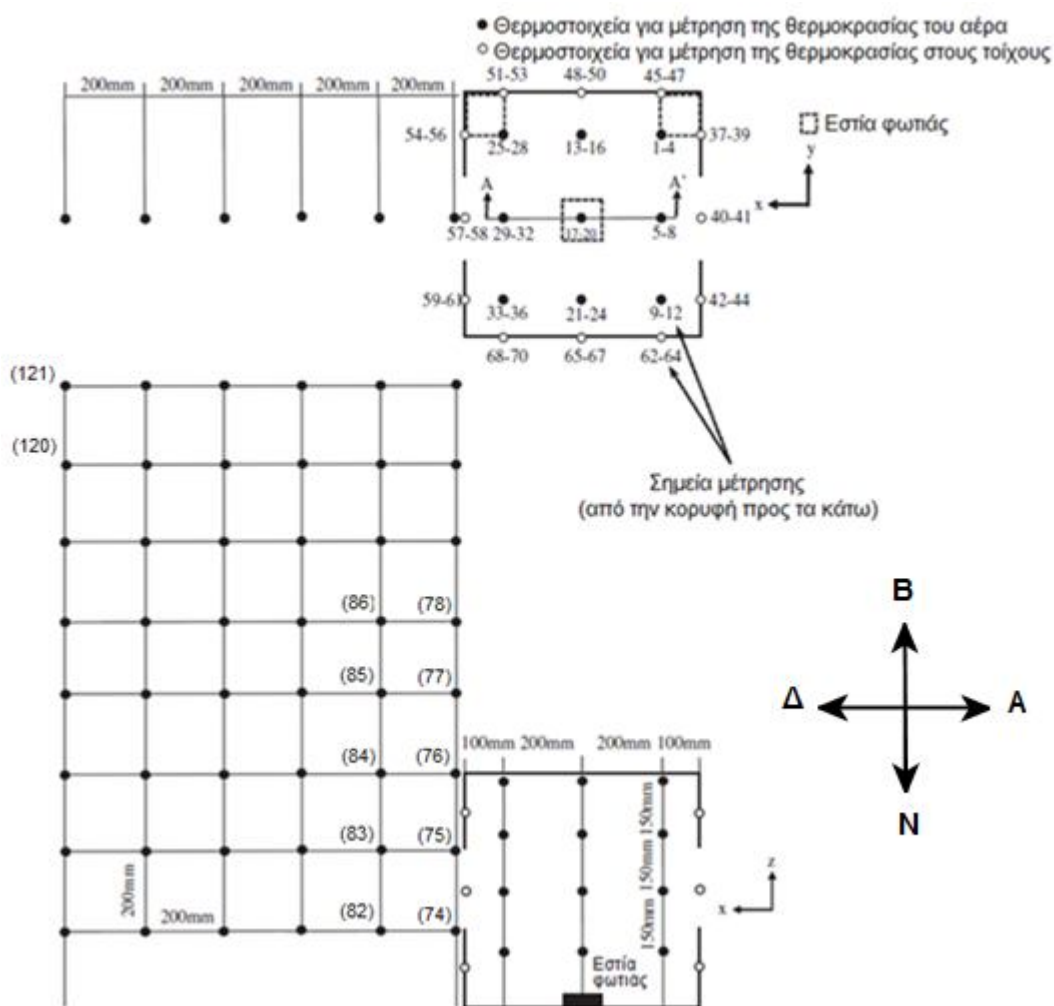 Θερμοστοιχεία για μέτρηση της θερμοκρασίας του αέρα
Θερμοστοιχεία για μέτρηση της θερμοκρασίας στους τοίχους
200mm 200mm 200mm 200mm 200mm
51-53 48-50 45-47
Εστία φωτιάς
54-56 37-39
25-28 13-16 1-4
y
A A`
x
40-41
57-58 29-32 17-20 5-8
59-61 42-44
33-36 21-24 9-12
68-70 65-67 62-64
(121)
(120)
Σημεία μέτρησης
(από την κορυφή προς τα κάτω)
(86) (78)
(85) (77)
Β
Δ Α
Ν
100mm 200mm 200mm 100mm
(84) (76)
150mm
(83) (75)
150mm
z
x
200mm
200mm
(82) (74)
150mm
Εστία
φωτιάς